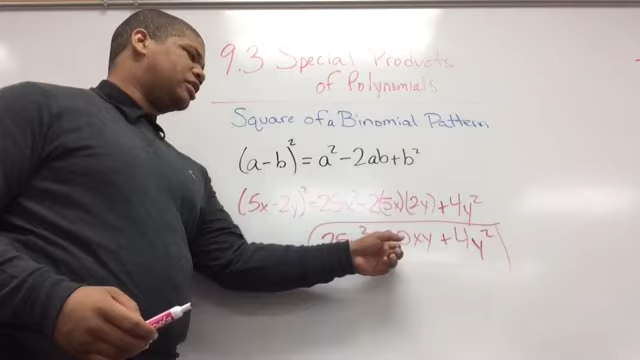 9.3 Special Products
of Polynomials
Square of a Binomial Pattern
(a-b)² = a² - 2ab + b²
(5x-2y)² = 25x² - 2(5x)(2y) + 4y²
xy + 4y²